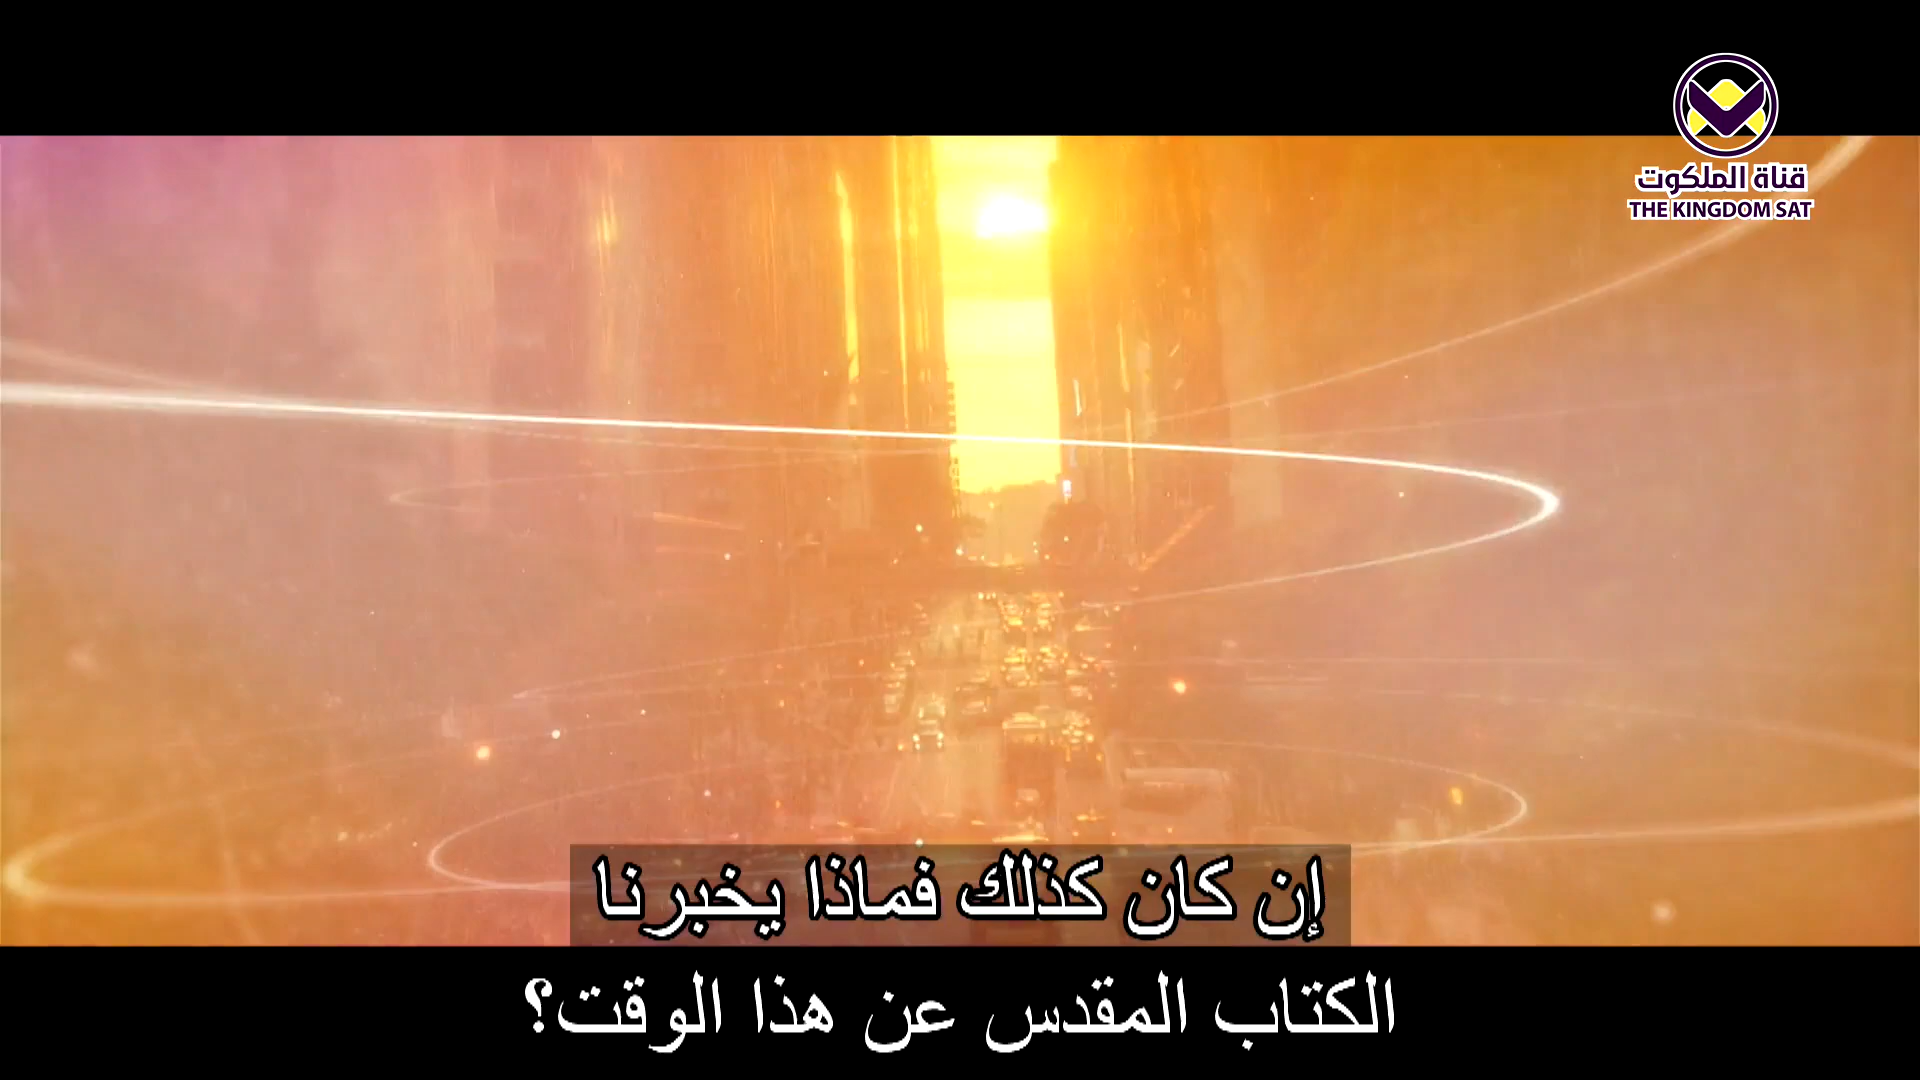 قناة الملكوت
THE KINGDOM SAT
إن كان كذلك فماذا يخبرنا
الكتاب المقدس عن هذا الوقت؟